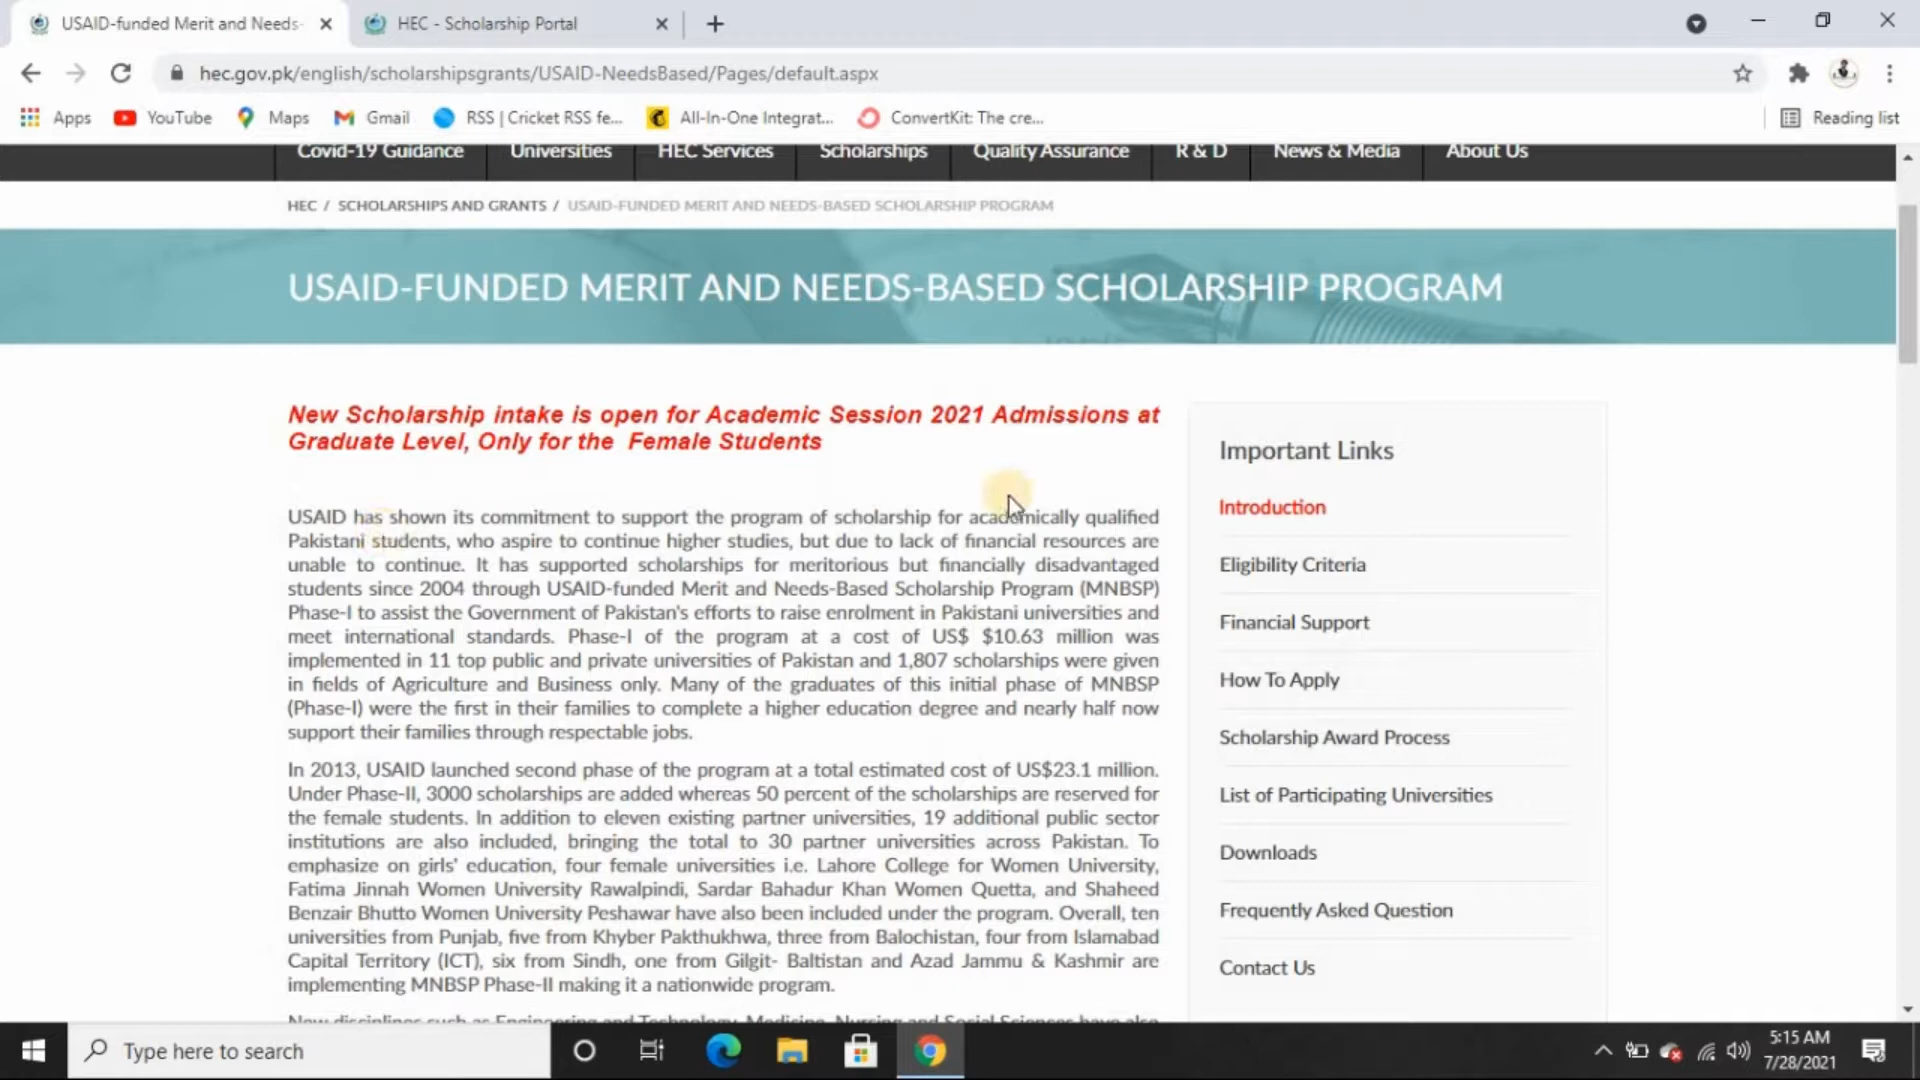 USAID-funded Merit and Needs-
HEC - Scholarship Portal
hec.gov.pk/english/scholarshipsgrants/USAID-NeedsBased/Pages/default.aspx
Apps YouTube Maps Gmail RSS | Cricket RSS fe... All-In-One Integrat... ConvertKit: The cre... Reading list
Covid-19 Guidance Universities HEC Services Scholarships Quality Assurance R & D News & Media About Us
HEC / SCHOLARSHIPS AND GRANTS / USAID-FUNDED MERIT AND NEEDS-BASED SCHOLARSHIP PROGRAM
USAID-FUNDED MERIT AND NEEDS-BASED SCHOLARSHIP PROGRAM
New Scholarship intake is open for Academic Session 2021 Admissions at
Graduate Level, Only for the Female Students
USAID has shown its commitment to support the program of scholarship for academically qualified
Pakistani students, who aspire to continue higher studies, but due to lack of financial resources are
unable to continue. It has supported scholarships for meritorious but financially disadvantaged
students since 2004 through USAID-funded Merit and Needs-Based Scholarship Program (MNBSP)
Phase-I to assist the Government of Pakistan's efforts to raise enrolment in Pakistani universities and
meet international standards. Phase-I of the program at a cost of US$ $10.63 million was
implemented in 11 top public and private universities of Pakistan and 1,807 scholarships were given
in fields of Agriculture and Business only. Many of the graduates of this initial phase of MNBSP
(Phase-I) were the first in their families to complete a higher education degree and nearly half now
support their families through respectable jobs.
In 2013, USAID launched second phase of the program at a total estimated cost of US$23.1 million.
Under Phase-II, 3000 scholarships are added whereas 50 percent of the scholarships are reserved for
the female students. In addition to eleven existing partner universities, 19 additional public sector
institutions are also included, bringing the total to 30 partner universities across Pakistan. To
emphasize on girls' education, four female universities i.e. Lahore College for Women University,
Fatima Jinnah Women University Rawalpindi, Sardar Bahadur Khan Women Quetta, and Shaheed
Benzair Bhutto Women University Peshawar have also been included under the program. Overall, ten
universities from Punjab, five from Khyber Pakthukhwa, three from Balochistan, four from Islamabad
Capital Territory (ICT), six from Sindh, one from Gilgit- Baltistan and Azad Jammu & Kashmir are
implementing MNBSP Phase-II making it a nationwide program.
New disciplines such as Engineering and Technology, Medicine, Nursing and Social Sciences have also
Important Links
Introduction
Eligibility Criteria
Financial Support
How To Apply
Scholarship Award Process
List of Participating Universities
Downloads
Frequently Asked Question
Contact Us
Type here to search
5:15 AM
7/28/2021